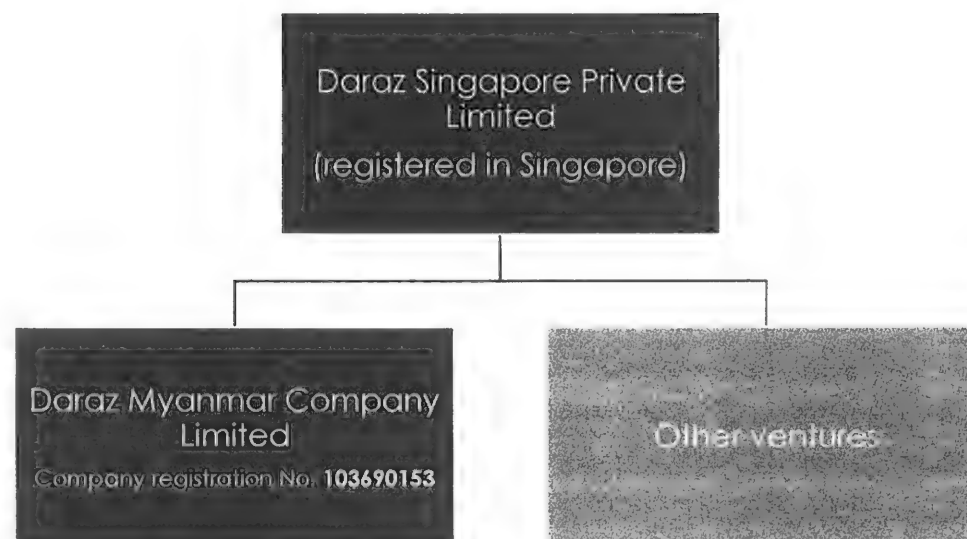 Daraz Singapore Private
Limited
(registered in Singapore)
Daraz Myanmar Company
Limited
Company registration No. 103690153
Other ventures